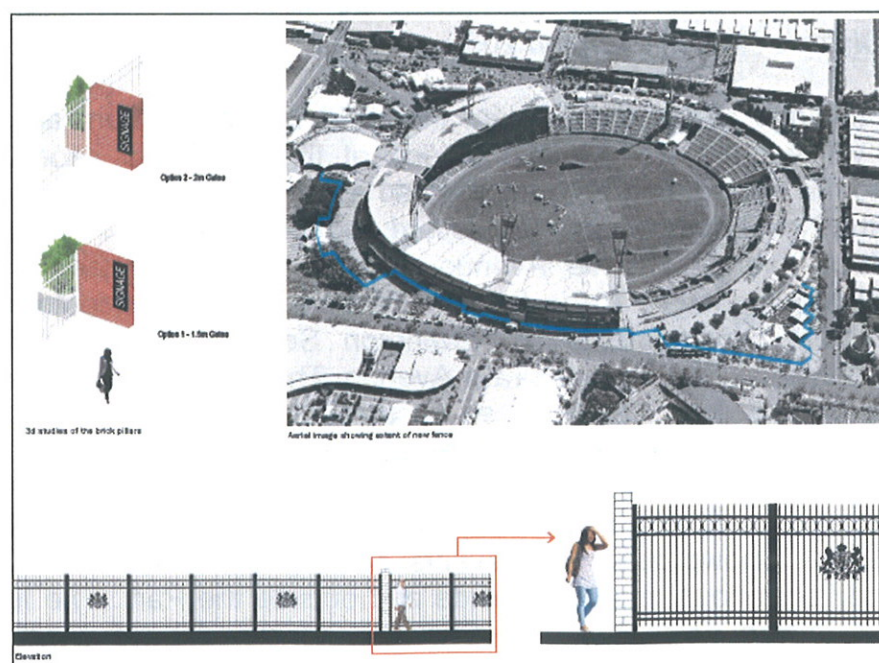 SIGNAGE
Option 2 - 2m Gates
SIGNAGE
Option 1 - 1.5m Gates
3d studies of the brick pillars
Aerial image showing extent of new fence
Elevation